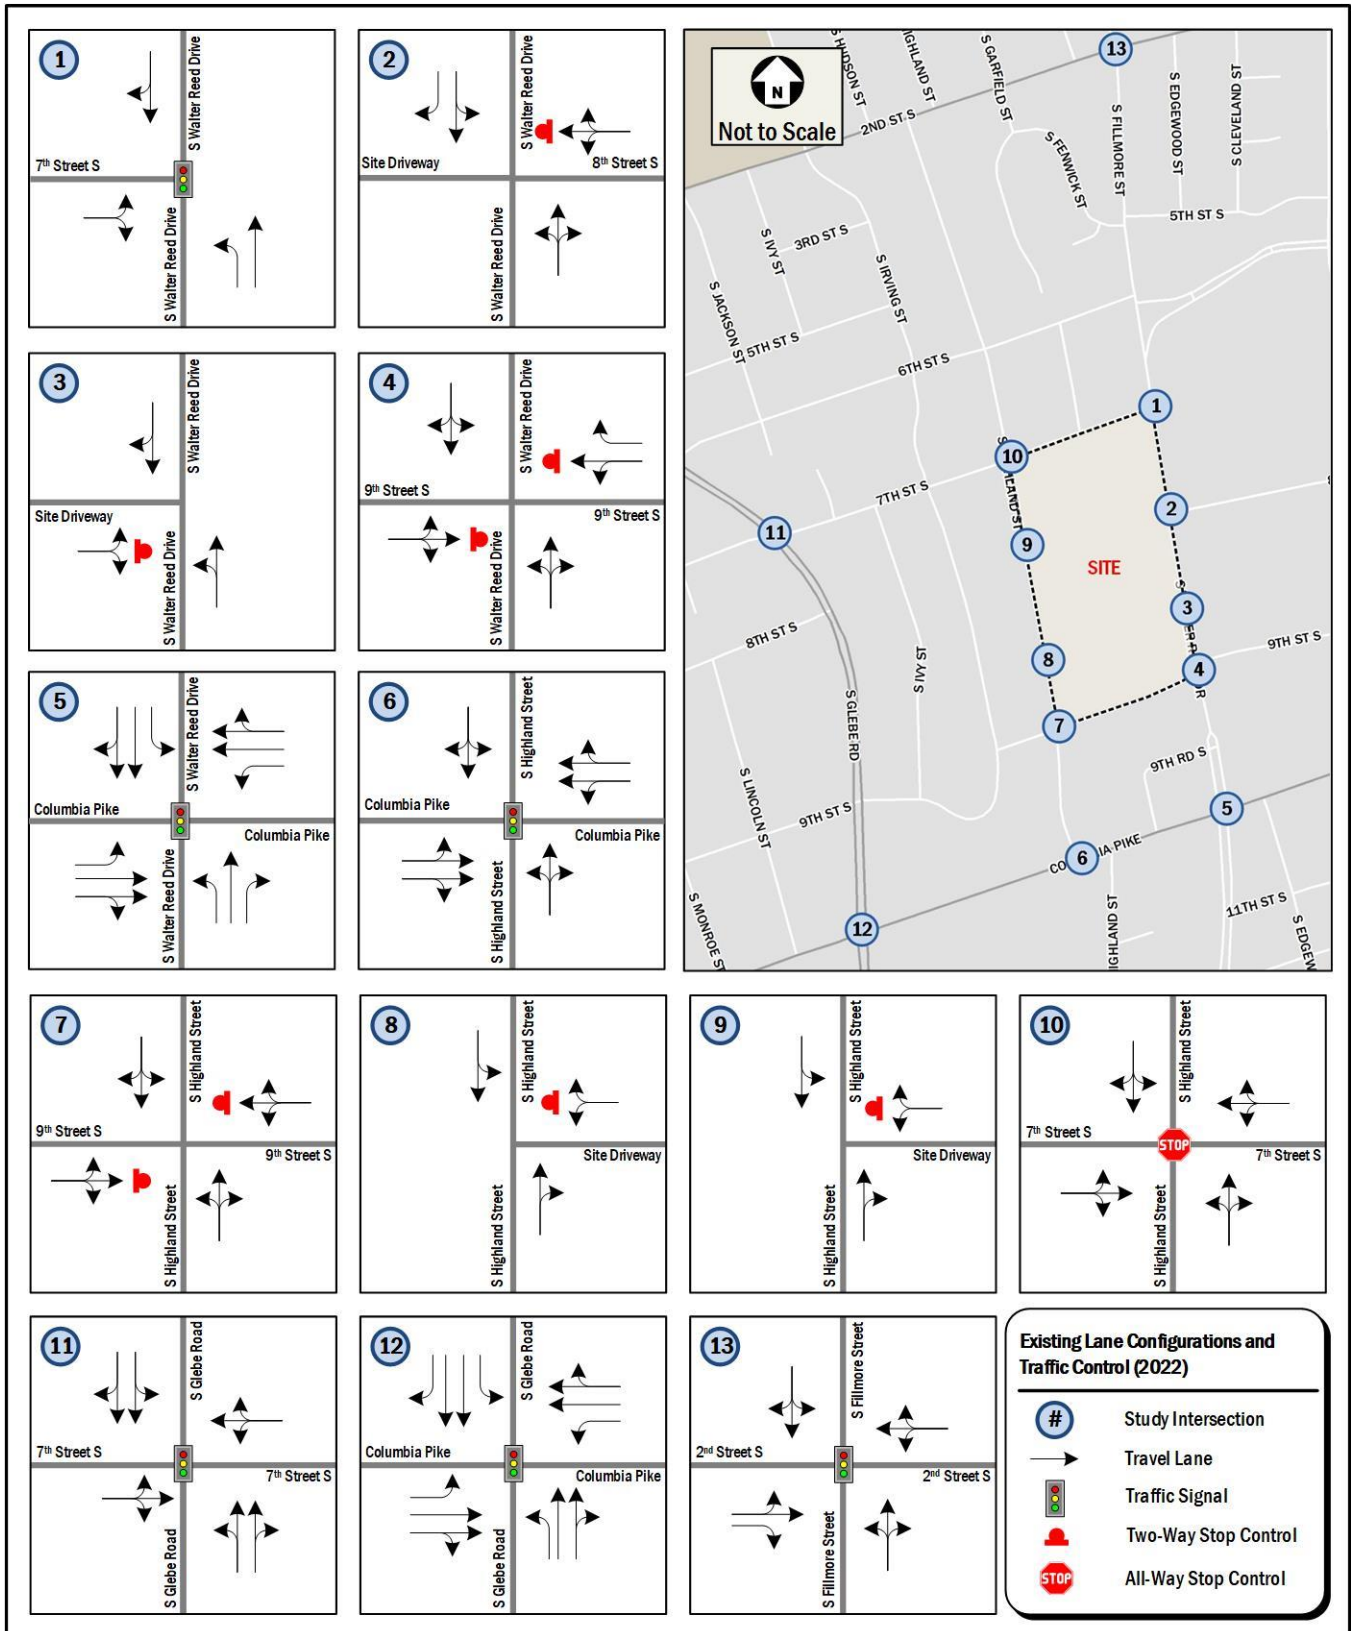 1
S Walter Reed Drive
7th Street S
S Walter Reed Drive
2
S Walter Reed Drive
Site Driveway
8th Street S
S Walter Reed Drive
N
Not to Scale
S HUDSON ST
IGHLAND ST
2ND ST S
S GARFIELD ST
13
S FILLMORE ST
S EDGEWOOD ST
S CLEVELAND ST
S FENWICK ST
5TH ST S
S IVY ST
3RD ST S
S IRVING ST
S JACKSON ST
5TH ST S
6TH ST S
1
10
7TH ST S
2
11
9
SITE
3
8TH ST S
8
S IVY ST
4
9TH ST S
7
S GLEBE RD
9TH RD S
S LINCOLN ST
9TH ST S
5
6
IA PIKE
S MONROE ST
12
IGHLAND ST
11TH ST S
S EDGEW
3
S Walter Reed Drive
Site Driveway
S Walter Reed Drive
4
S Walter Reed Drive
9th Street S
9th Street S
S Walter Reed Drive
5
S Walter Reed Drive
Columbia Pike
Columbia Pike
S Walter Reed Drive
6
S Highland Street
Columbia Pike
Columbia Pike
S Highland Street
7
S Highland Street
9th Street S
9th Street S
S Highland Street
8
S Highland Street
Site Driveway
S Highland Street
9
S Highland Street
Site Driveway
S Highland Street
10
S Highland Street
7th Street S
STOP
7th Street S
S Highland Street
11
S Glebe Road
7th Street S
7th Street S
S Glebe Road
12
S Glebe Road
Columbia Pike
Columbia Pike
S Glebe Road
13
S Fillmore Street
2nd Street S
2nd Street S
S Fillmore Street
Existing Lane Configurations and
Traffic Control (2022)
# Study Intersection
Travel Lane
Traffic Signal
Two-Way Stop Control
STOP All-Way Stop Control